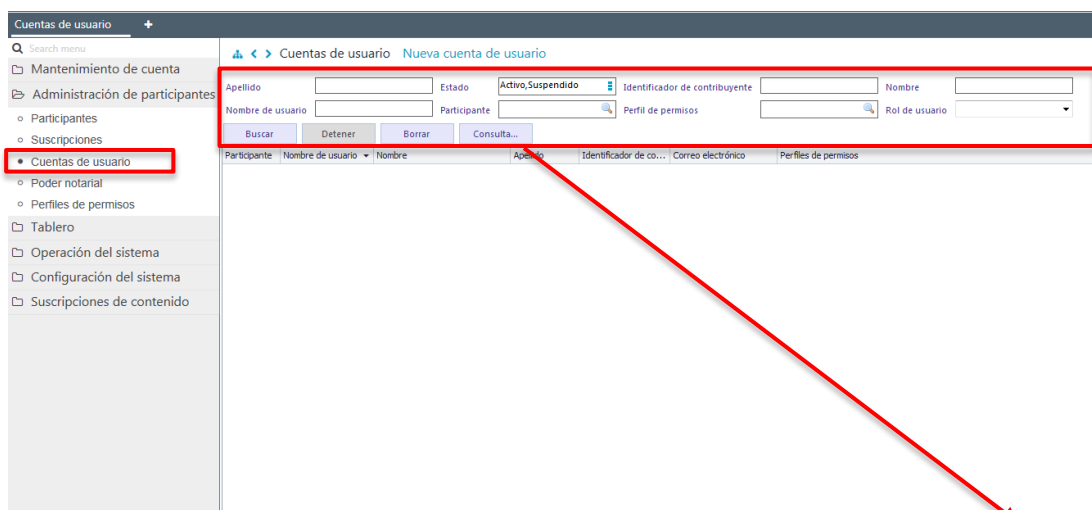 Cuentas de usuario +
Search menu
Mantenimiento de cuenta
Administración de participantes
Participantes
Suscripciones
Cuentas de usuario
Poder notarial
Perfiles de permisos
Tablero
Operación del sistema
Configuración del sistema
Suscripciones de contenido
Cuentas de usuario Nueva cuenta de usuario
Apellido Estado Activo,Suspendido Identificador de contribuyente Nombre
Nombre de usuario Participante Perfil de permisos Rol de usuario
Buscar Detener Borrar Consulta...
Participante Nombre de usuario Nombre Apellido Identificador de co... Correo electrónico Perfiles de permisos